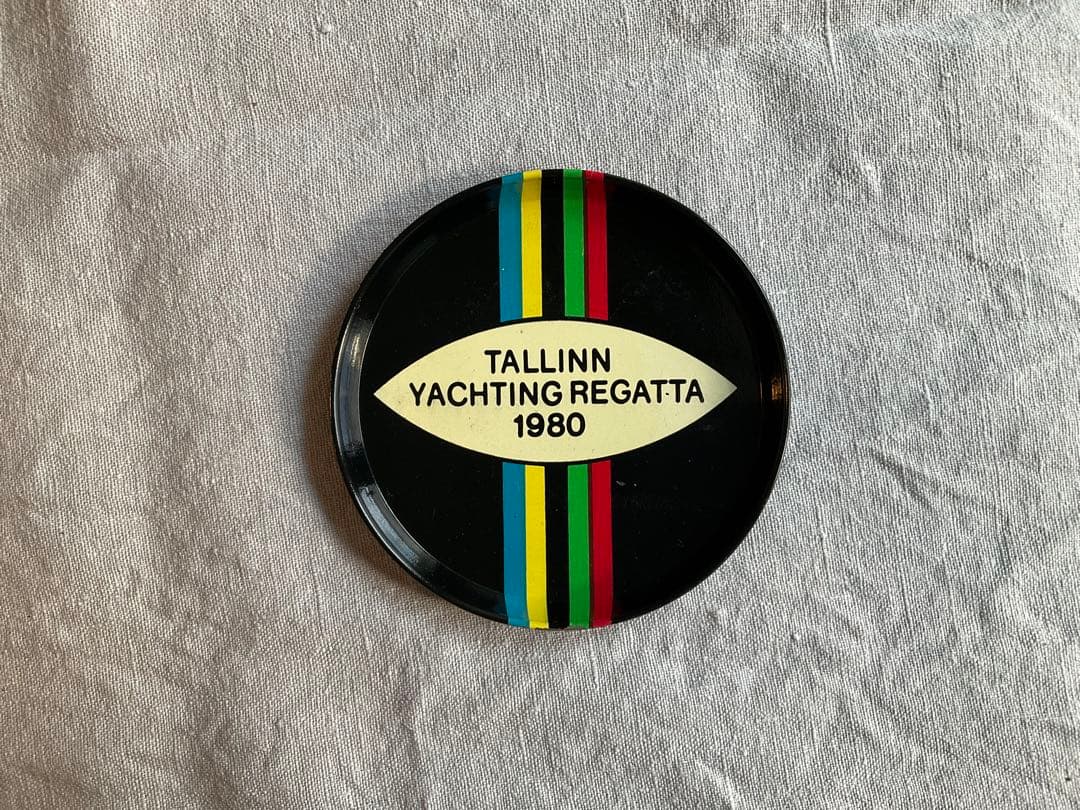 TALLINN
YACHTING REGATTA
1980